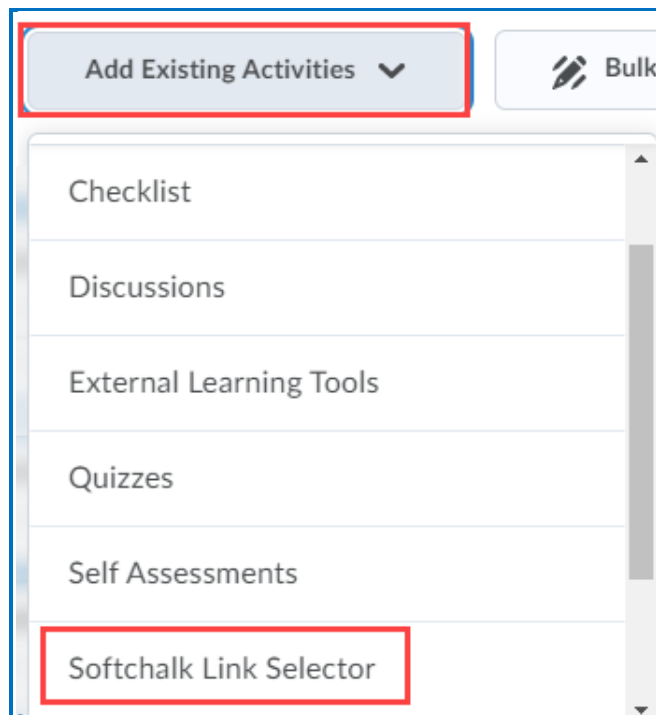 Add Existing Activities
Bulk
Checklist
Discussions
External Learning Tools
Quizzes
Self Assessments
Softchalk Link Selector